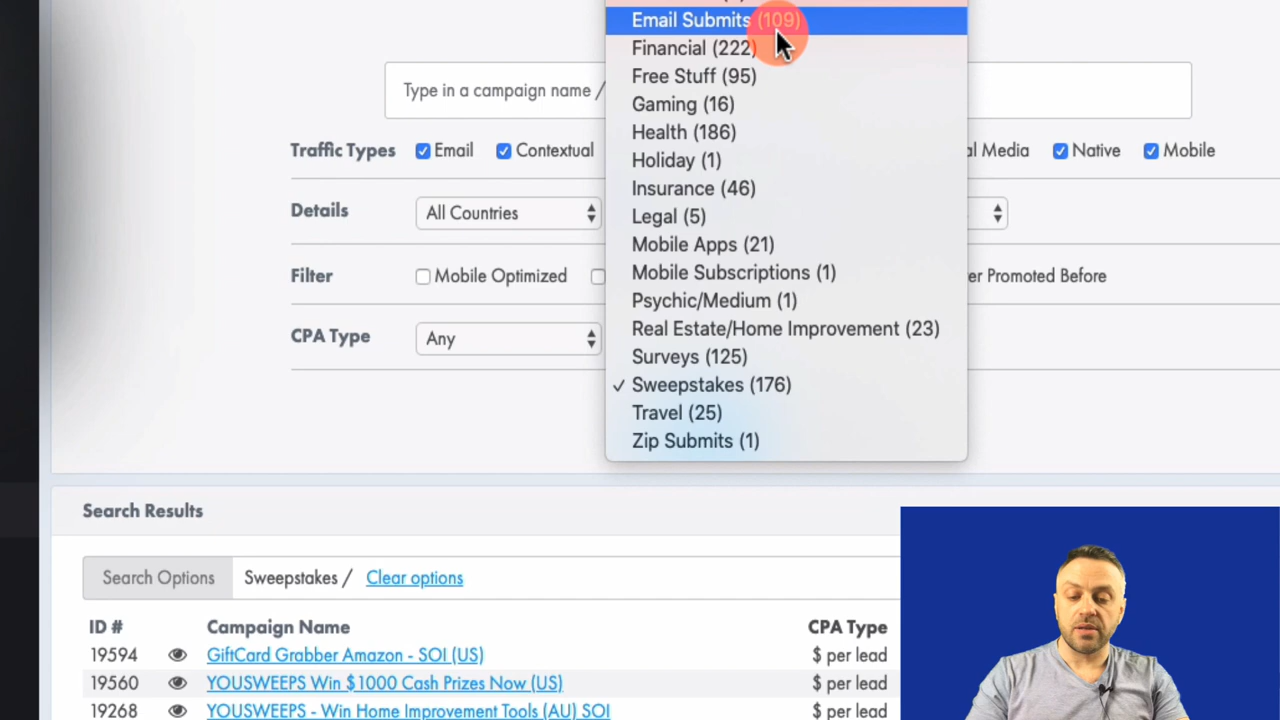 Email Submits (109)
Financial (222)
Type in a campaign name /
Free Stuff (95)
Gaming (16)
Health (186)
Traffic Types Email Contextual al Media Native Mobile
Holiday (1)
Insurance (46)
Details All Countries
Legal (5)
Mobile Apps (21)
Filter Mobile Optimized er Promoted Before
Mobile Subscriptions (1)
Psychic/Medium (1)
Real Estate/Home Improvement (23)
CPA Type Any
Surveys (125)
✓ Sweepstakes (176)
Travel (25)
Zip Submits (1)
Search Results
Search Options Sweepstakes / Clear options
ID # Campaign Name CPA Type
19594 GiftCard Grabber Amazon - SOI (US) $ per lead
19560 YOUSWEEPS Win $1000 Cash Prizes Now (US) $ per lead
19268 YOUSWEEPS - Win Home Improvement Tools (AU) SOI $ per lead